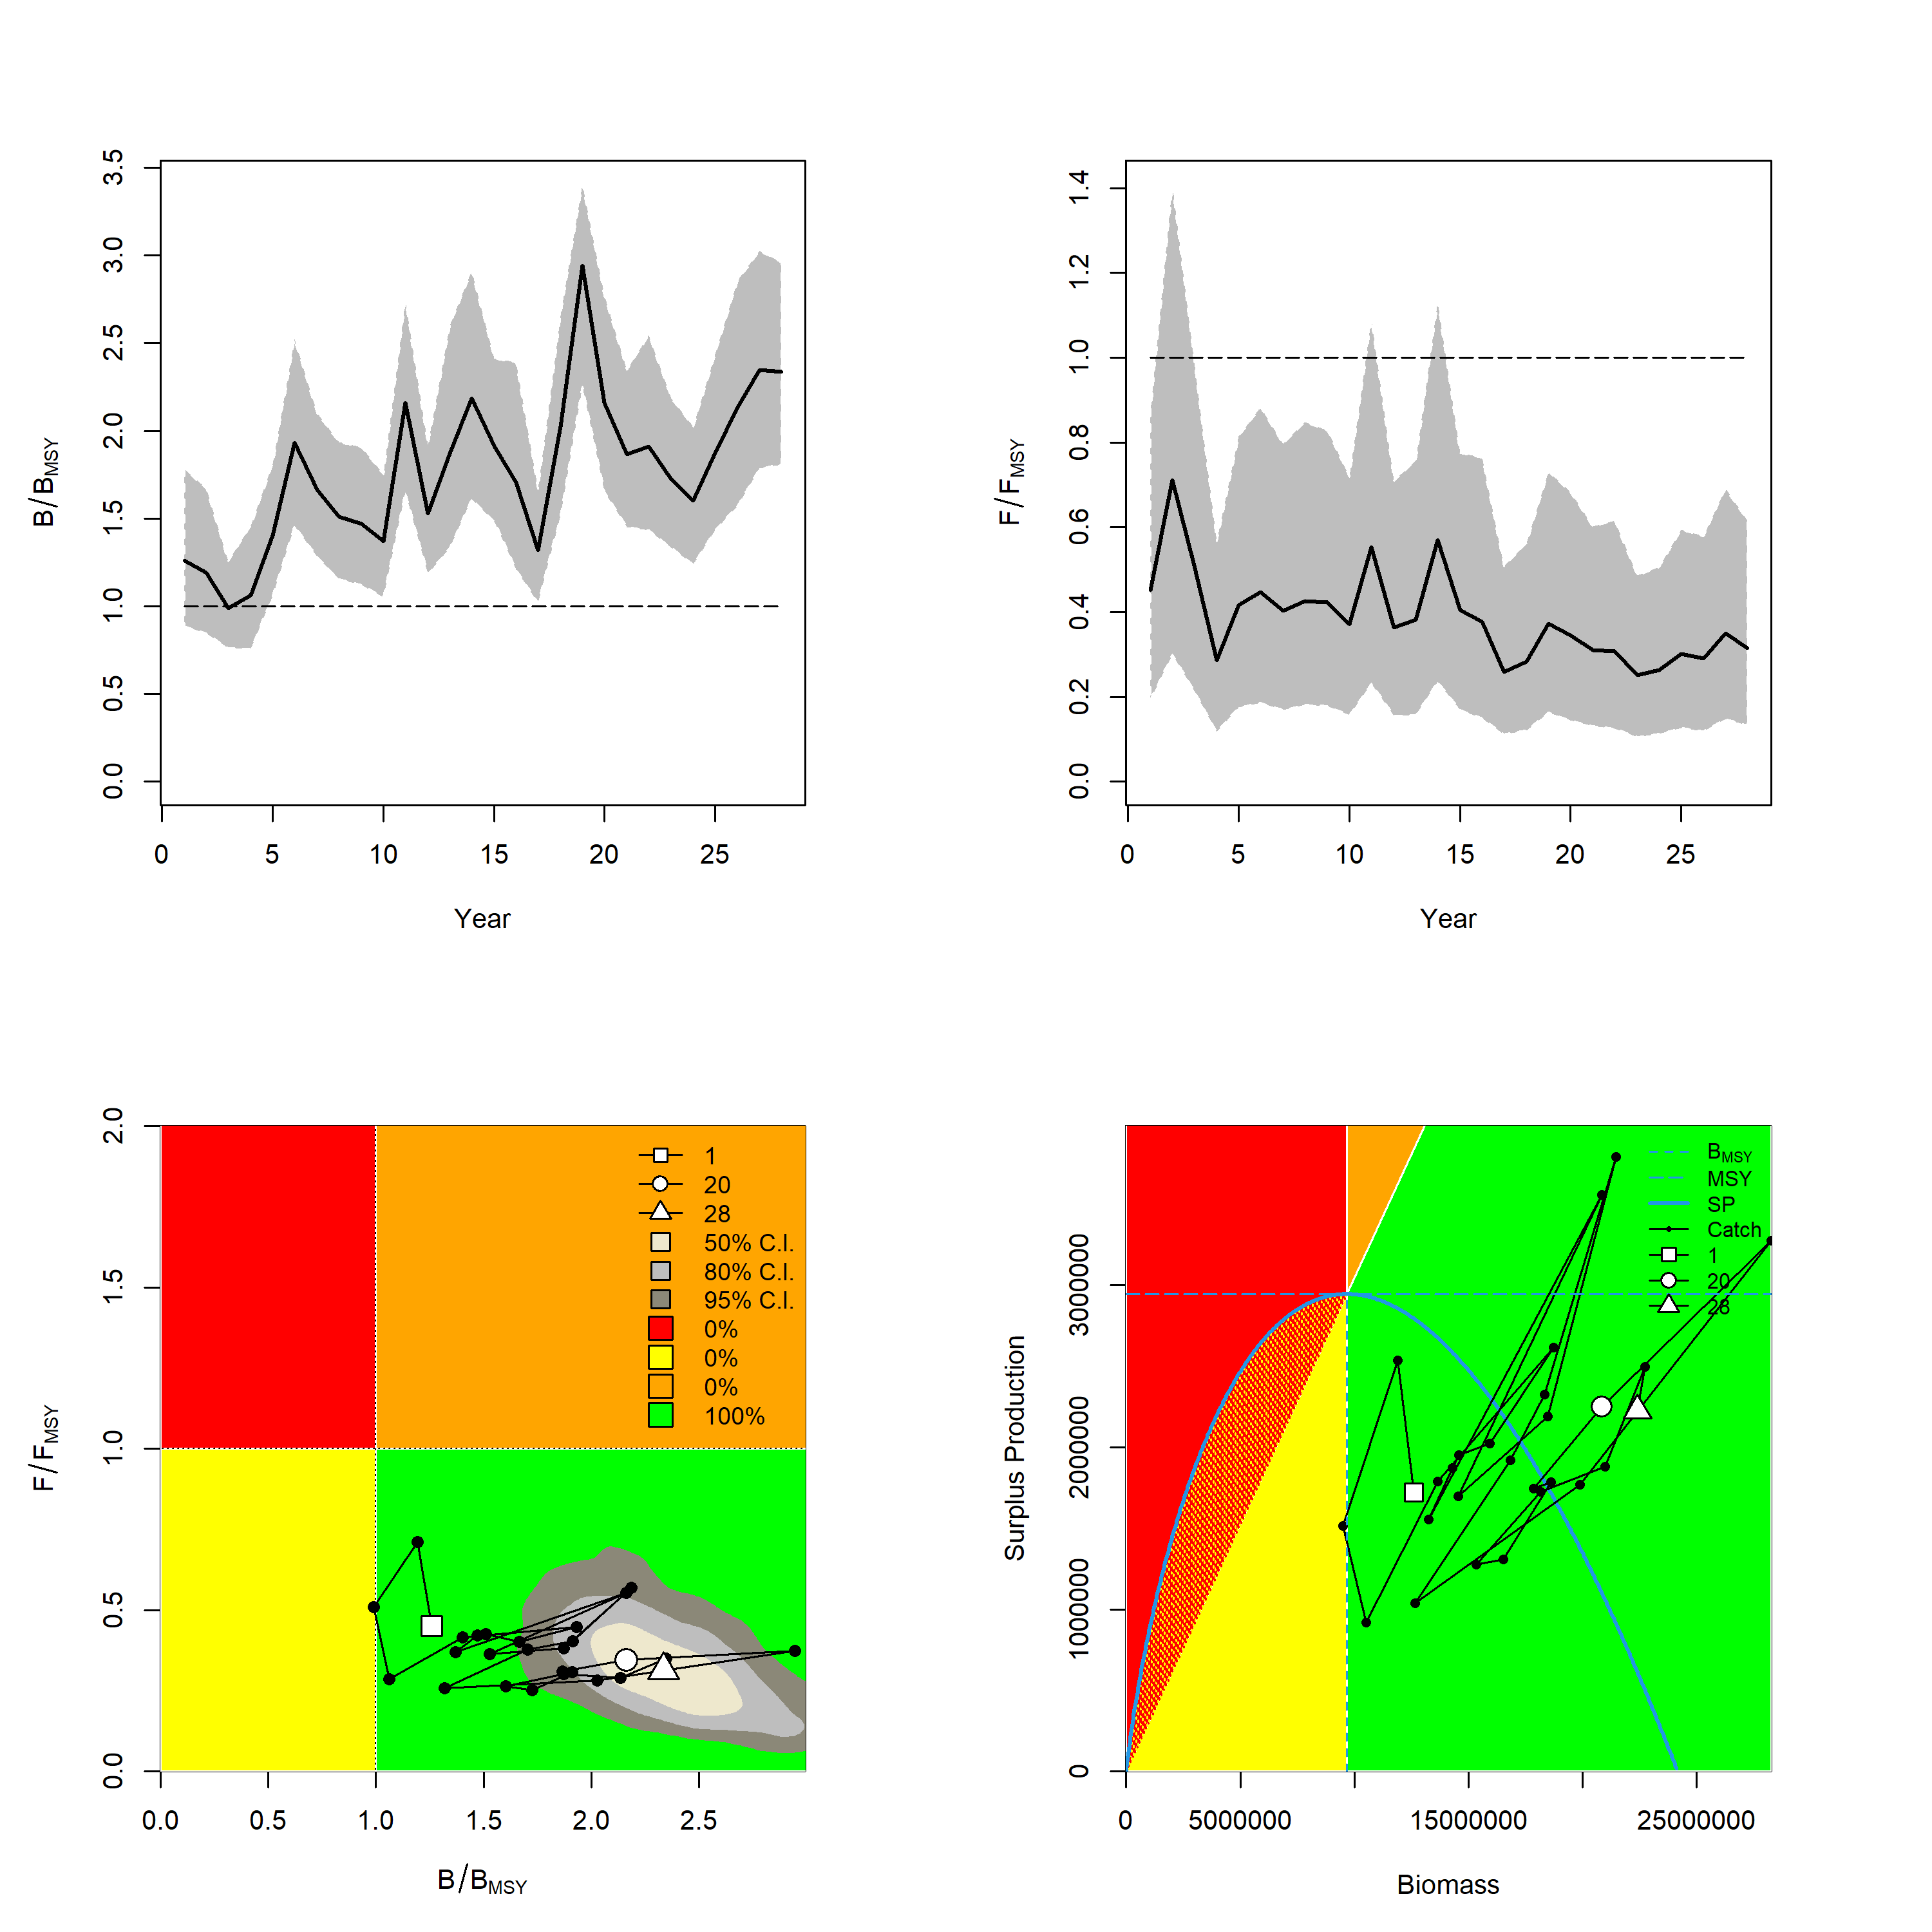 B/BMSY
3.5
3.0
2.5
2.0
1.5
1.0
0.5
0.0
0 5 10 15 20 25
Year
F/FMSY
1.4
1.2
1.0
0.8
0.6
0.4
0.2
0.0
0 5 10 15 20 25
Year
F/FMSY
2.0
1.5
1.0
0.5
0.0
1
20
28
50% C.I.
80% C.I.
95% C.I.
0%
0%
0%
100%
0.0 0.5 1.0 1.5 2.0 2.5
B/BMSY
Surplus Production
3000000
2000000
1000000
0
BMSY
MSY
SP
Catch
1
20
28
0 5000000 15000000 25000000
Biomass